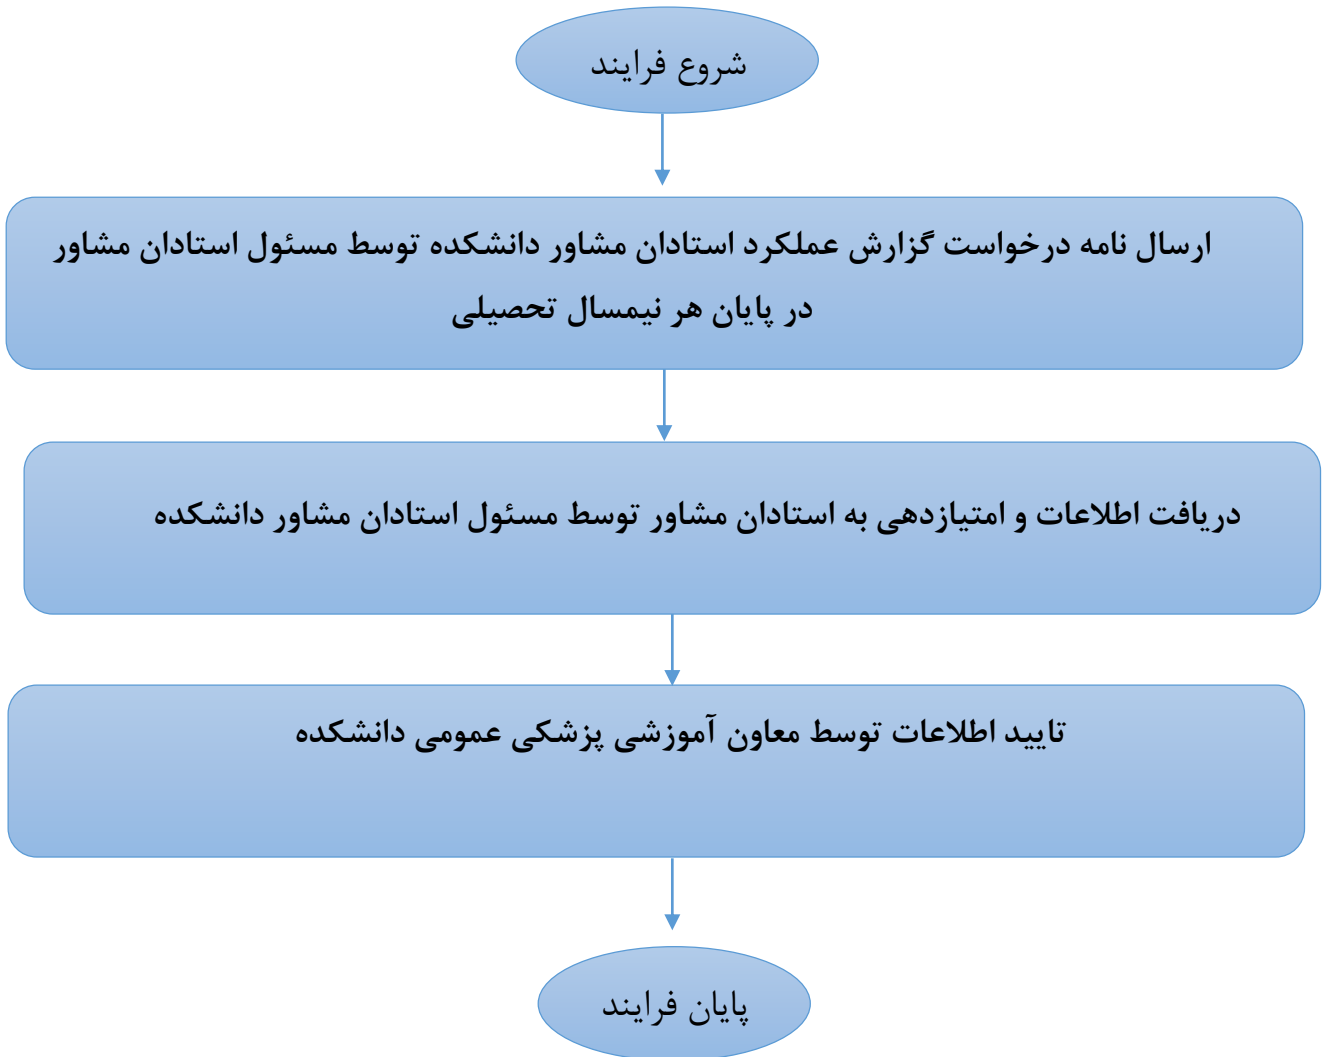 شروع فرایند
ارسال نامه درخواست گزارش عملکرد استادان مشاور دانشکده توسط مسئول استادان مشاور
در پایان هر نیمسال تحصیلی
دریافت اطلاعات و امتیازدهی به استادان مشاور توسط مسئول استادان مشاور دانشکده
تایید اطلاعات توسط معاون آموزشی پزشکی عمومی دانشکده
پایان فرایند